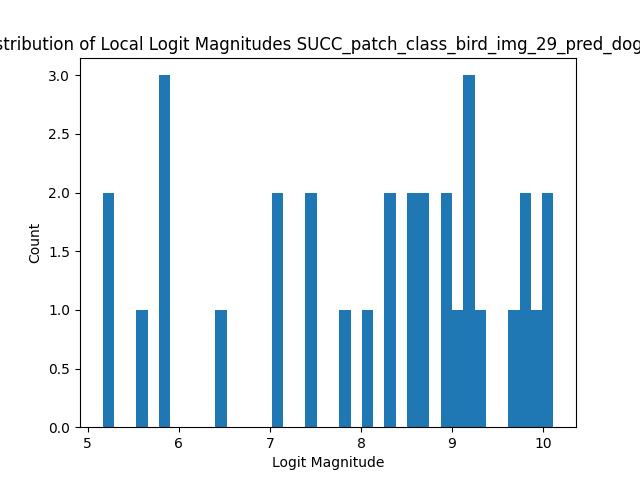 stribution of Local Logit Magnitudes SUCC_patch_class_bird_img_29_pred_dog
3.0
2.5
2.0
1.5
1.0
0.5
0.0
Count
5 6 7 8 9 10
Logit Magnitude